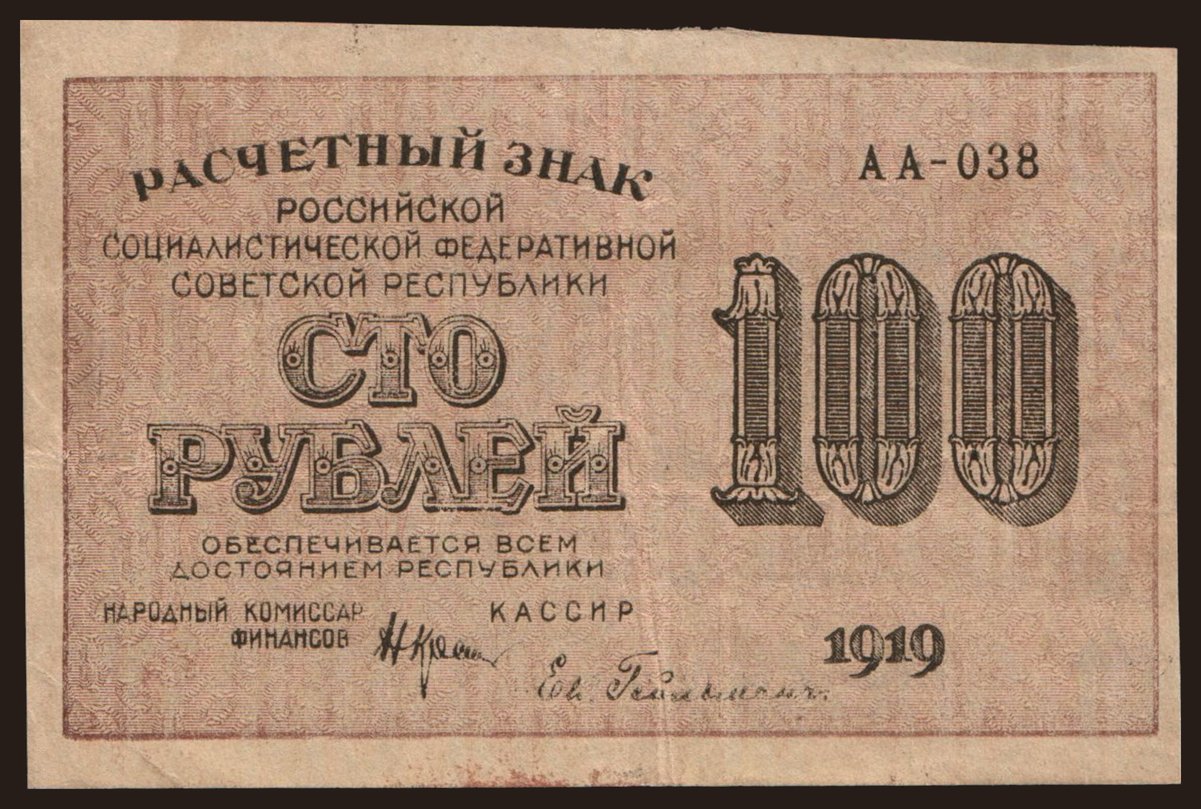 РАСЧЕТНЫЙ ЗНАК
РОССИЙСКОЙ
СОЦИАЛИСТИЧЕСКОЙ ФЕДЕРАТИВНОЙ
СОВЕТСКОЙ РЕСПУБЛИКИ
СТО
РУБЛЕЙ
ОБЕСПЕЧИВАЕТСЯ ВСЕМ
ДОСТОЯНИЕМ РЕСПУБЛИКИ
НАРОДНЫЙ КОМИССАР
ФИНАНСОВ
КАССИР
АА-038
100
1919